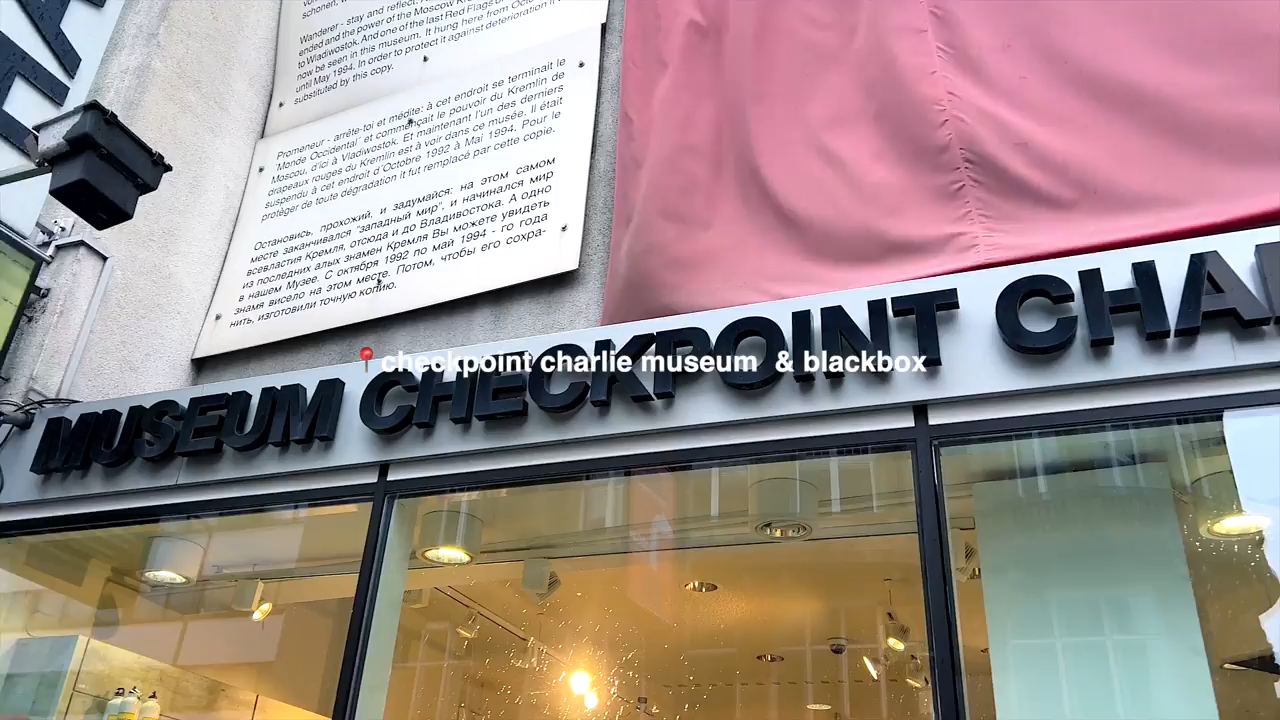 schonen, w
Wanderer - stay and reflect:
ended and the power of the Moscow Kr
to Wladiwostok. And one of the last Red Flags o
now be seen in this museum. It hung here from Octo
until May 1994. In order to protect it against deterioration it
substituted by this copy.
Promeneur - arrête-toi et médite: à cet endroit se terminait le
"Monde Occidental" et commençait le pouvoir du Kremlin de
Moscou, d'ici à Vladiwostok. Et maintenant l'un des derniers
drapeaux rouges du Kremlin est à voir dans ce musée. Il était
suspendu à cet endroit d'Octobre 1992 à Mai 1994. Pour le
protéger de toute dégradation it fut remplacé par cette copie.
Остановись, прохожий, и задумайся: на этом самом
месте заканчивался "западный мир", и начинался мир
всевластия Кремля, отсюда и до Владивостока. А одно
из последних алых знамен Кремля Вы можете увидеть
в нашем Музее. С октября 1992 по май 1994 - го года
знамя висело на этом месте. Потом, чтобы его сохра-
нить, изготовили точную копию.
📍checkpoint charlie museum & blackbox
MUSEUM CHECKPOINT CHA